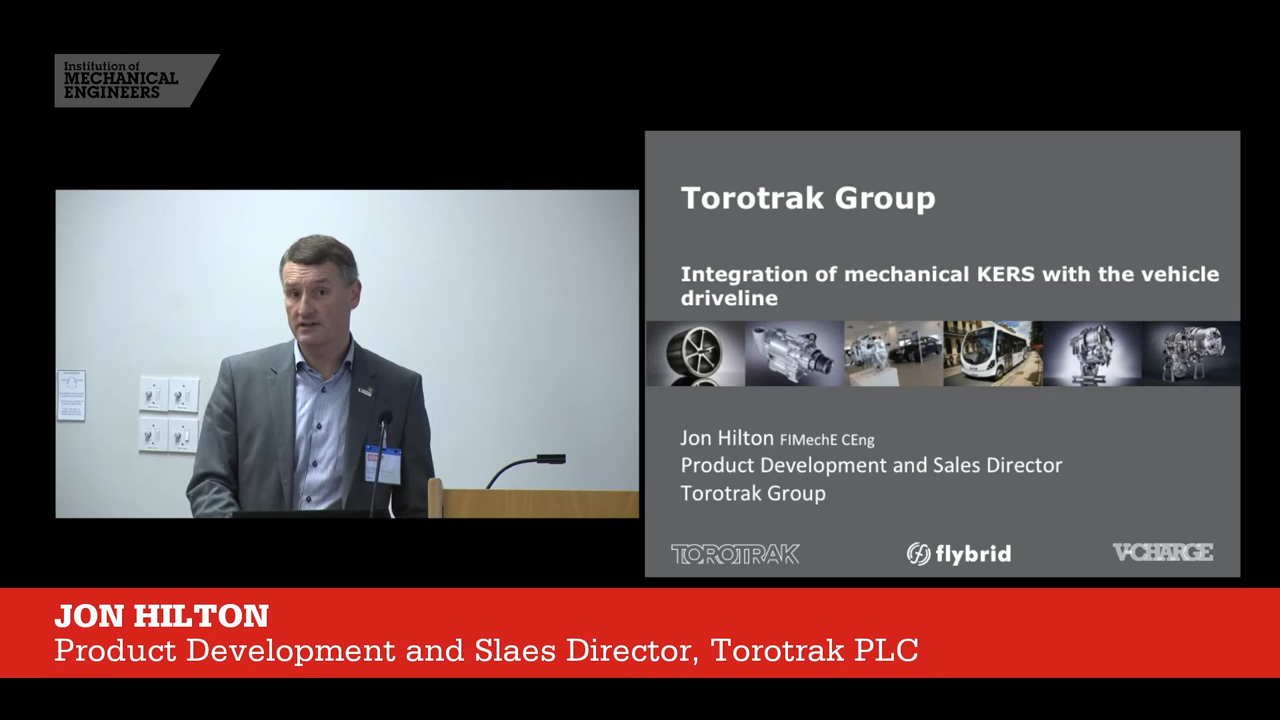 Institution of
MECHANICAL
ENGINEERS
Torotrak Group
Integration of mechanical KERS with the vehicle
driveline
Jon Hilton FIMechE CEng
Product Development and Sales Director
Torotrak Group
TOROTRAK
flybrid
V-CHARGE
JON HILTON
Product Development and Slaes Director, Torotrak PLC